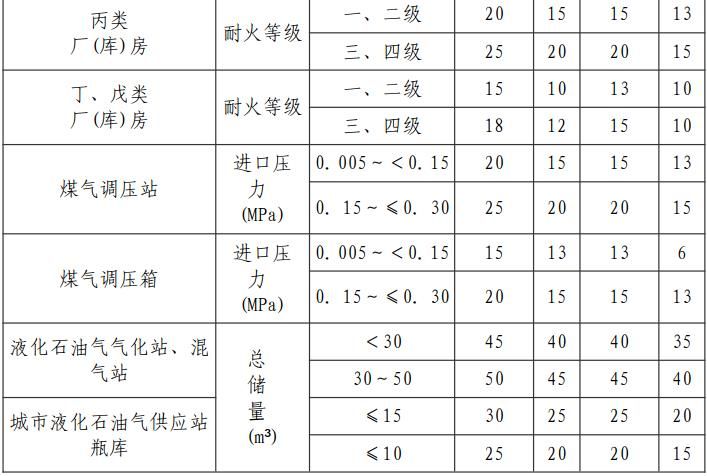 丙类
厂(库)房
耐火等级
一、二级 20 15 15 13
三、四级 25 20 20 15
丁、戊类
厂(库)房
耐火等级
一、二级 15 10 13 10
三、四级 18 12 15 10
煤气调压站
进口压
力
(MPa)
0. 005～<0. 15 20 15 15 13
0. 15～≤0. 30 25 20 20 15
煤气调压箱
进口压
力
(MPa)
0. 005～<0. 15 15 13 13 6
0. 15～≤0. 30 20 15 15 13
液化石油气气化站、混
气站
总
储
量
(m³)
<30 45 40 40 35
30～50 50 45 45 40
城市液化石油气供应站
瓶库
≤15 30 25 25 20
≤10 25 20 20 15